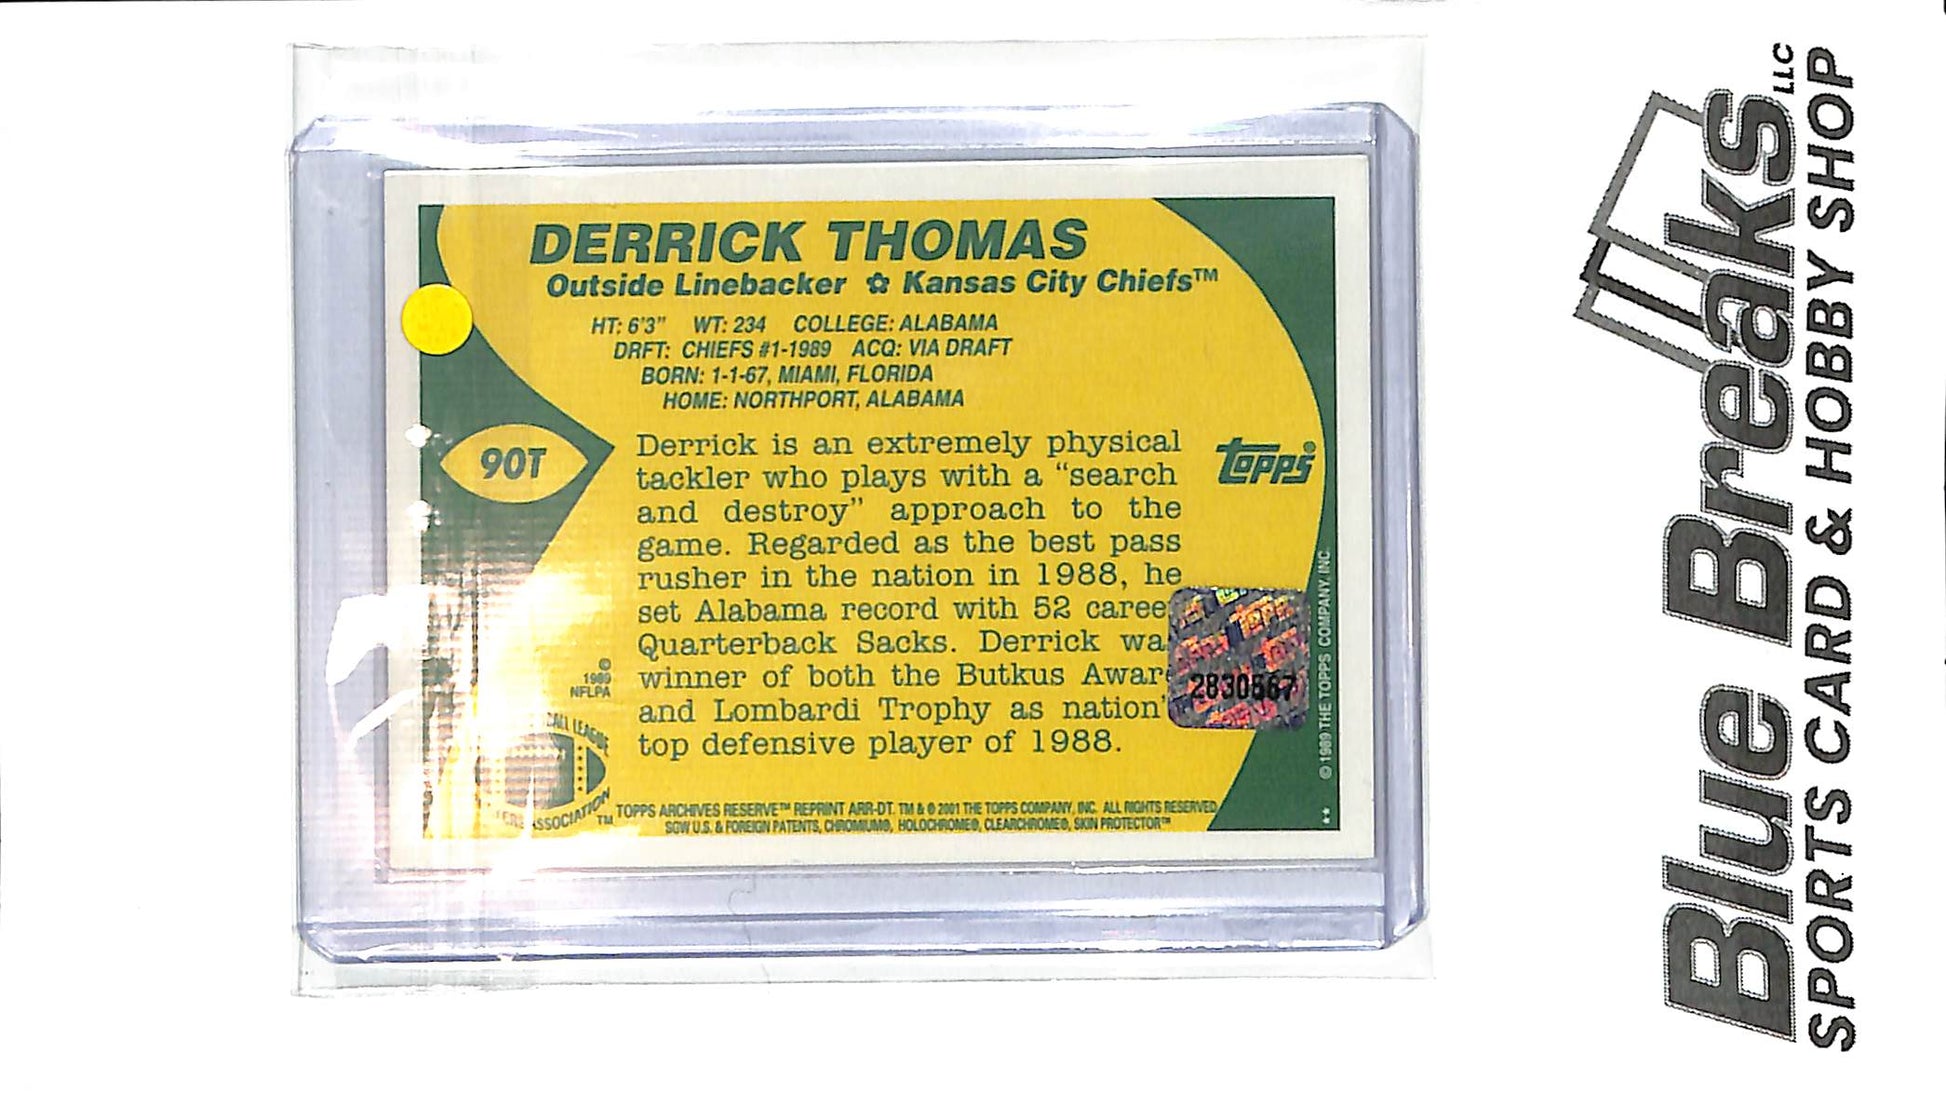 DERRICK THOMAS
Outside Linebacker ✿ Kansas City Chiefs™
HT: 6'3" WT: 234 COLLEGE: ALABAMA
DRFT: CHIEFS #1-1989 ACQ: VIA DRAFT
BORN: 1-1-67, MIAMI, FLORIDA
HOME: NORTHPORT, ALABAMA
90T
Derrick is an extremely physical
tackler who plays with a “search
and destroy” approach to the
game. Regarded as the best pass
rusher in the nation in 1988, he
set Alabama record with 52 caree
Quarterback Sacks. Derrick wa
winner of both the Butkus Awar
and Lombardi Trophy as nation'
top defensive player of 1988.
topps®
©
1989
NFLPA
LEAGUE
ASSOCIATION™
TOPPS ARCHIVES RESERVE™ REPRINT ARR-DT. TM & © 2001 THE TOPPS COMPANY, INC. ALL RIGHTS RESERVED
SGW U.S. & FOREIGN PATENTS, CHROMIUM®, HOLOCHROME®, CLEARCHROME®, SKIN PROTECTOR™
topps
© 1989 THE TOPPS COMPANY, INC.
**
Blue Breaks LLC
SPORTS CARD & HOBBY SHOP